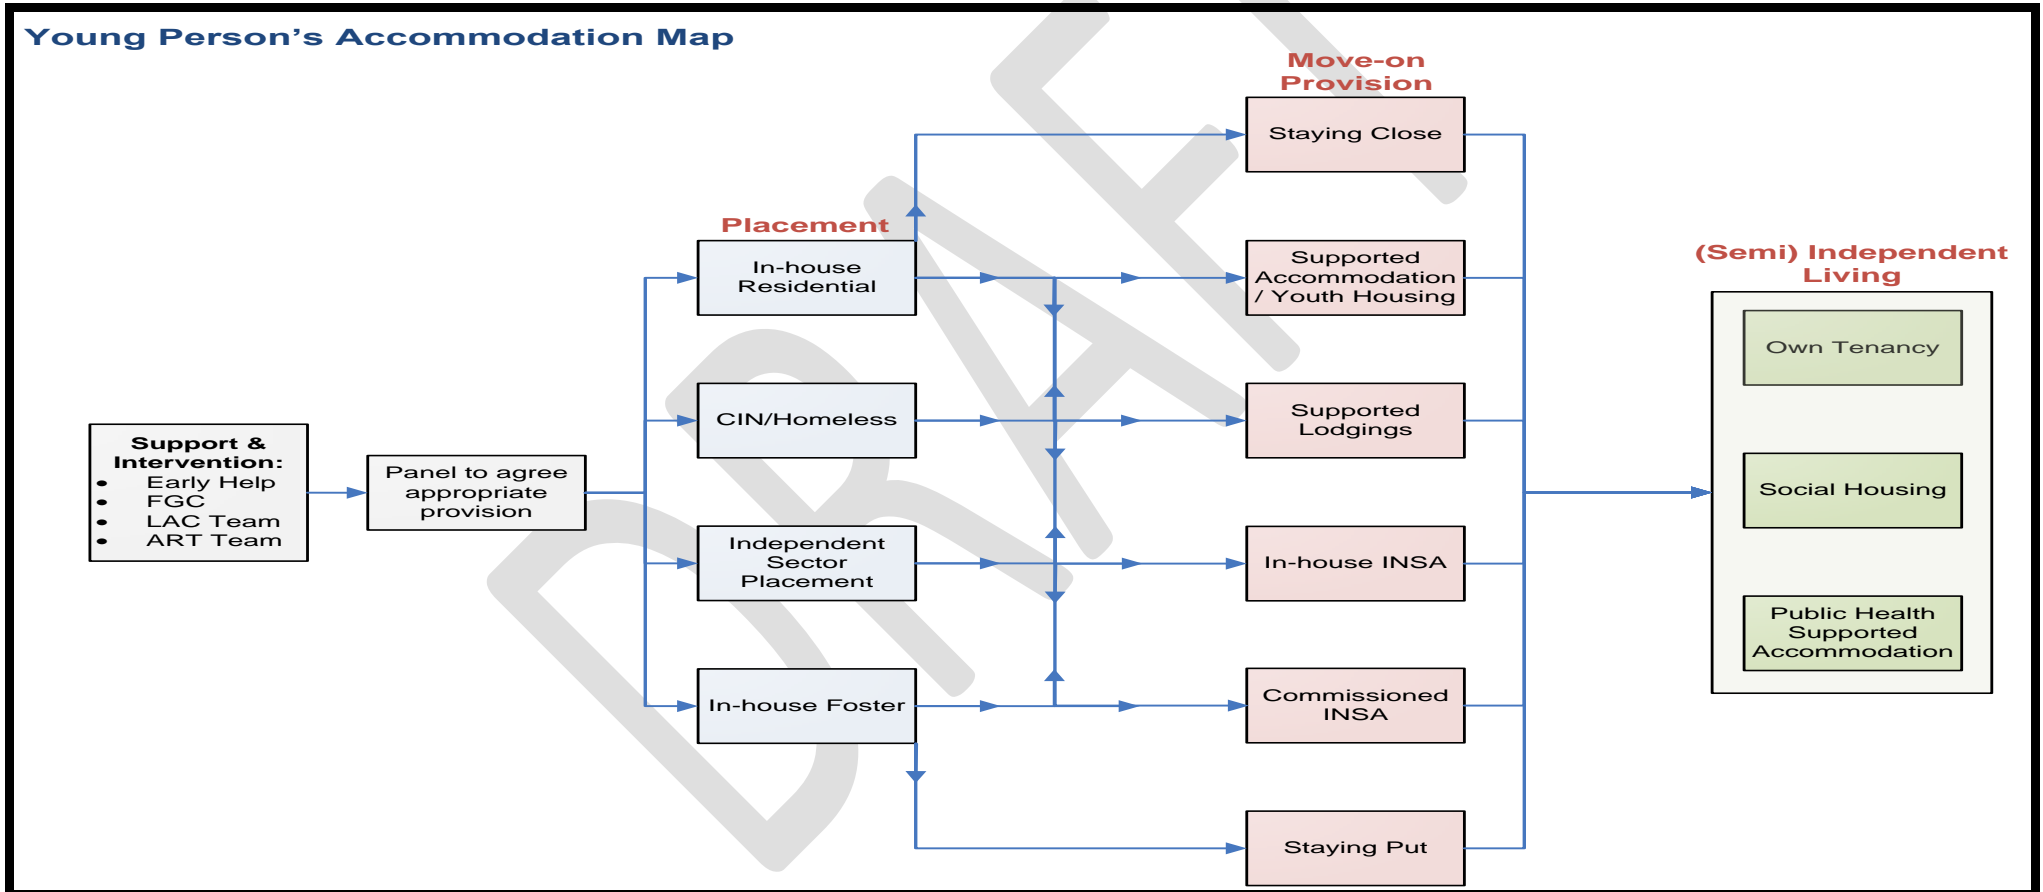 Young Person's Accommodation Map
Support &
Intervention:
• Early Help
• FGC
• LAC Team
• ART Team
Panel to agree
appropriate
provision
Placement
In-house
Residential
CIN/Homeless
Independent
Sector
Placement
In-house Foster
Move-on
Provision
Staying Close
Supported
Accommodation
/ Youth Housing
Supported
Lodgings
In-house INSA
Commissioned
INSA
Staying Put
(Semi) Independent
Living
Own Tenancy
Social Housing
Public Health
Supported
Accommodation
DRAFT